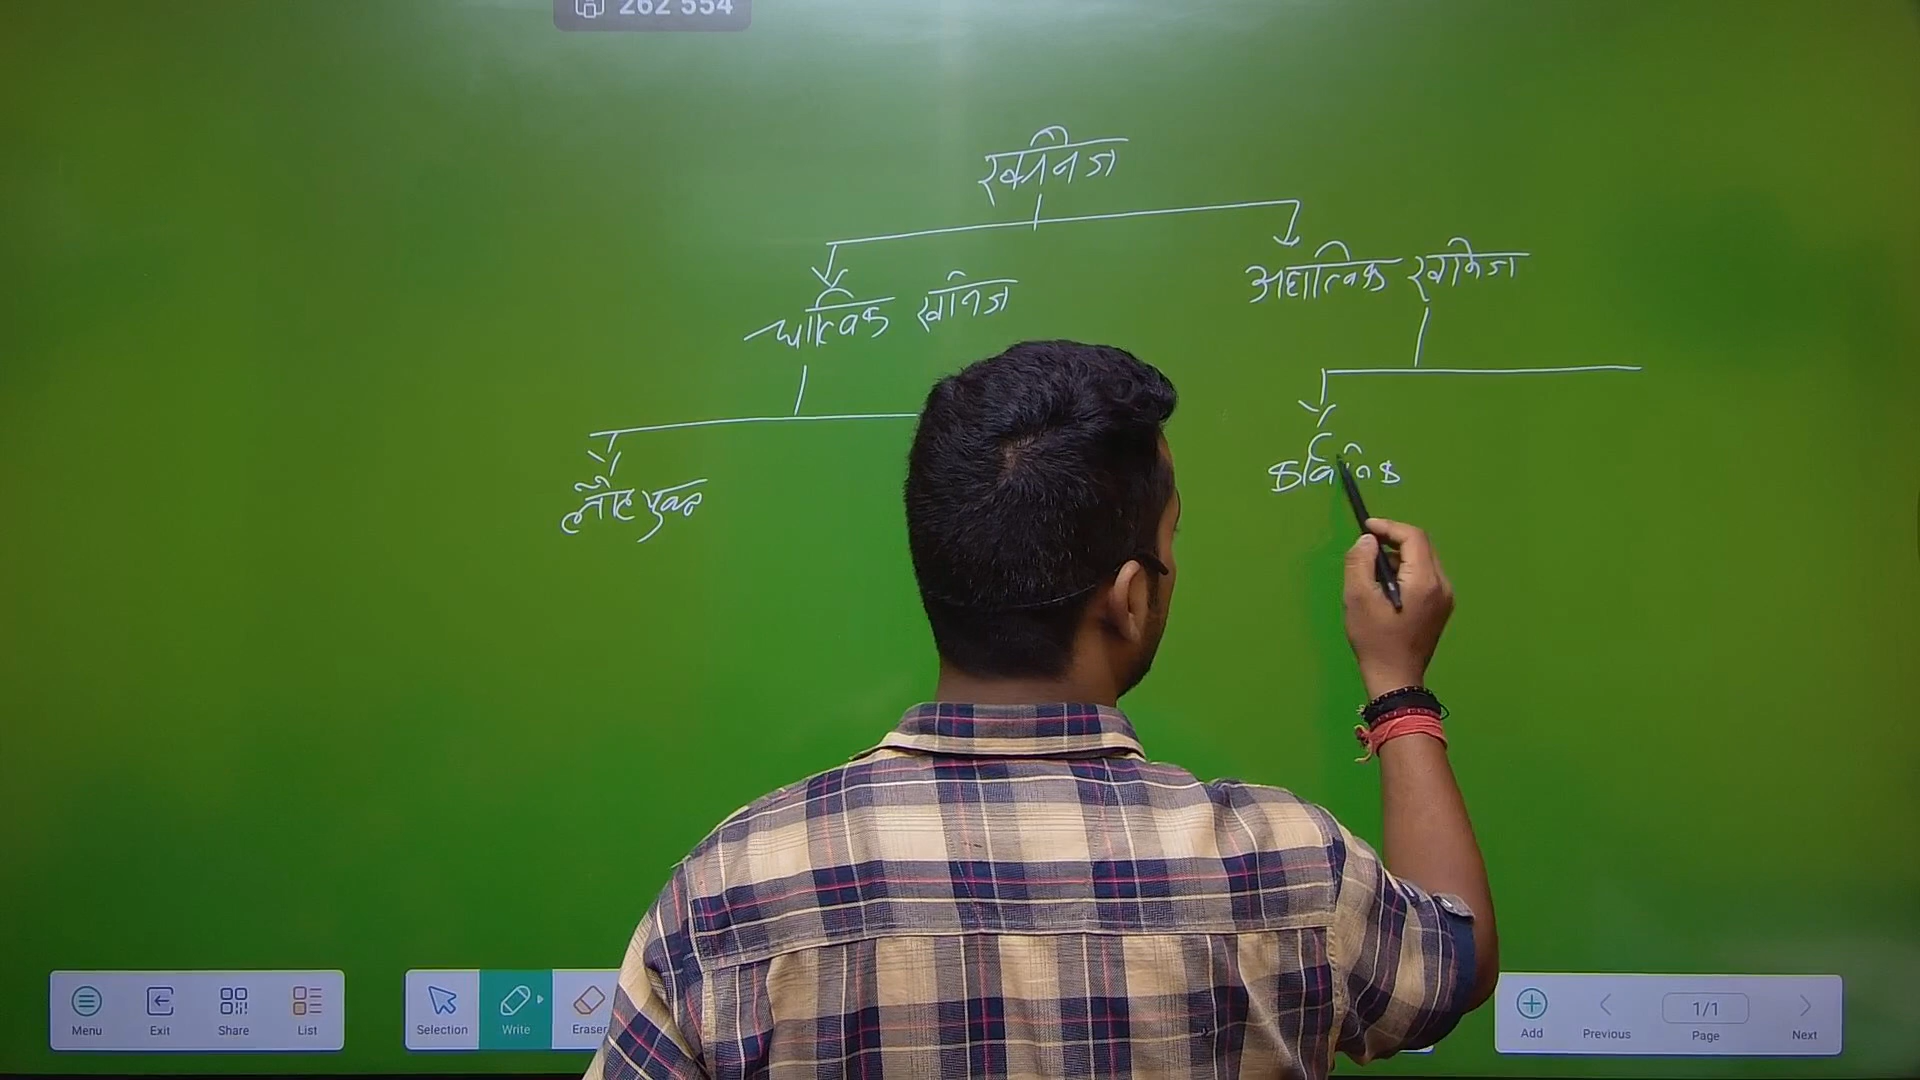 262 554
खनिज
धात्विक खनिज
अधात्विक खनिज
लौहयुक्त
कार्बनिक
Menu
Exit
Share
List
Selection
Write
Eraser
Add
Previous
1/1
Page
Next